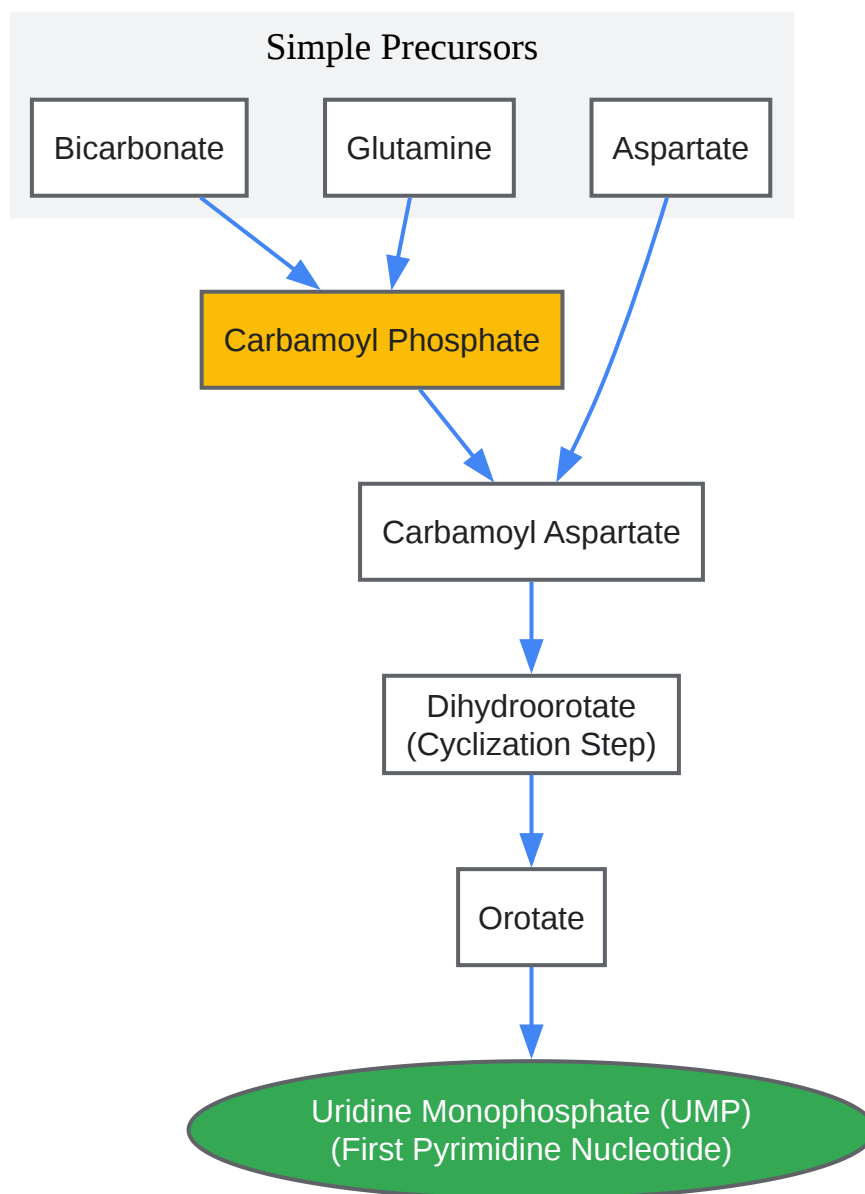 Simple Precursors
Bicarbonate
Glutamine
Aspartate
Carbamoyl Phosphate
Carbamoyl Aspartate
Dihydroorotate
(Cyclization Step)
Orotate
Uridine Monophosphate (UMP)
(First Pyrimidine Nucleotide)